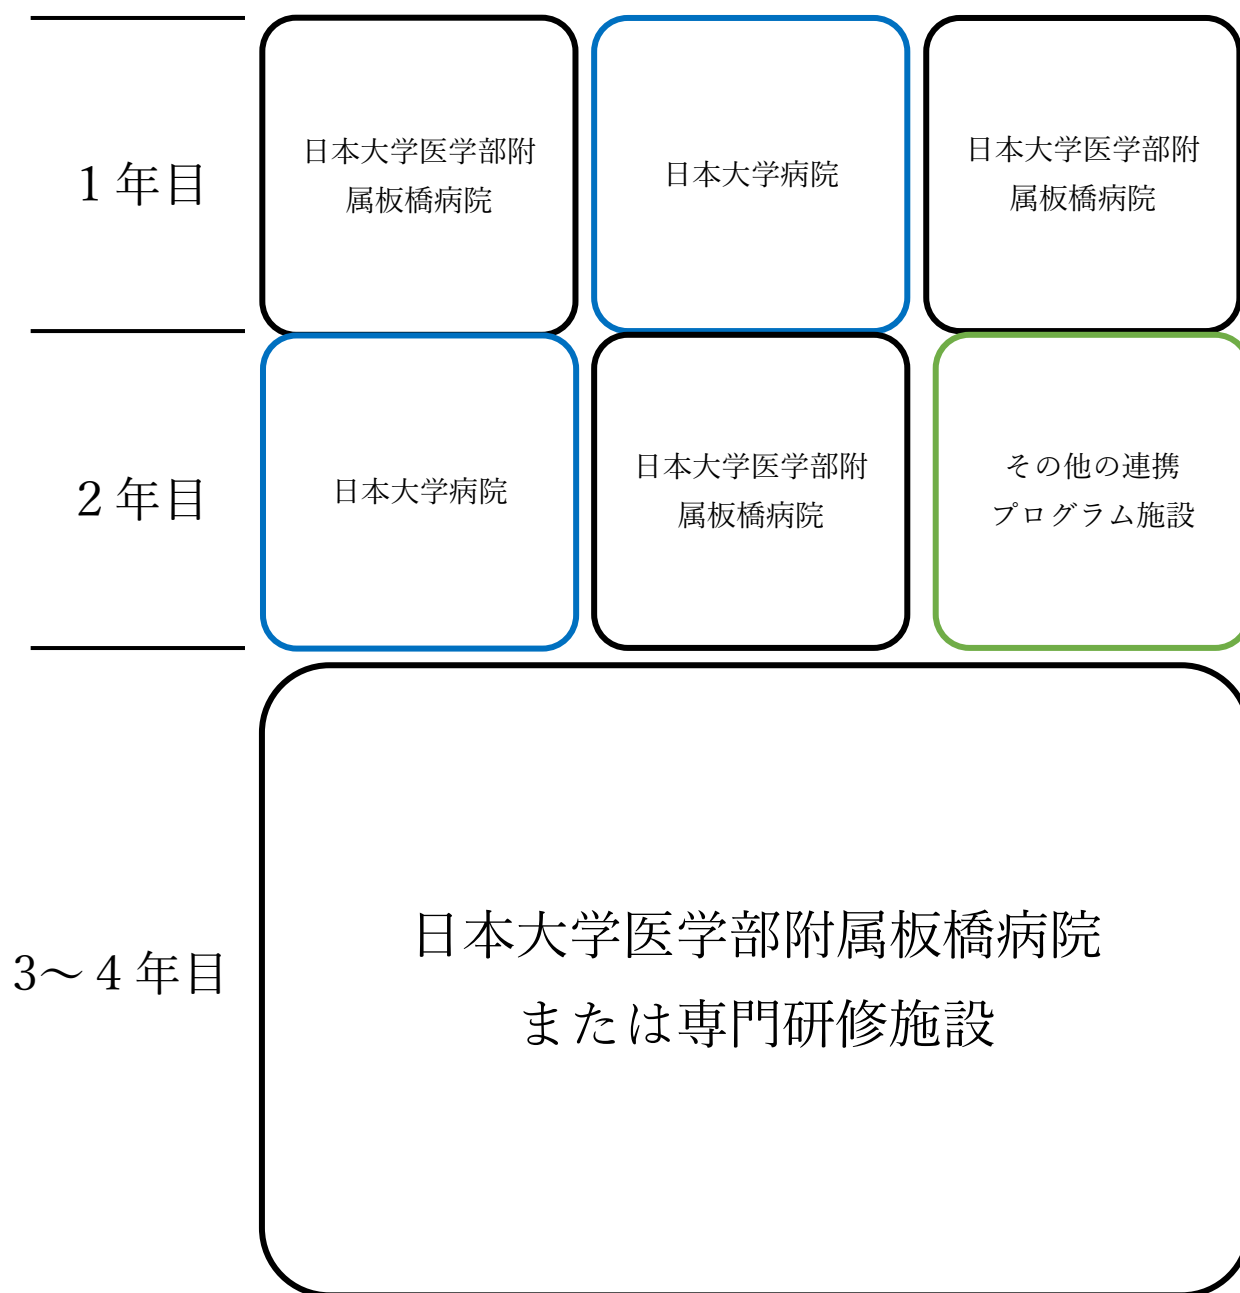 1 年目
日本大学医学部附
属板橋病院
日本大学病院
日本大学医学部附
属板橋病院
2 年目
日本大学病院
日本大学医学部附
属板橋病院
その他の連携
プログラム施設
3～4 年目
日本大学医学部附属板橋病院
または専門研修施設